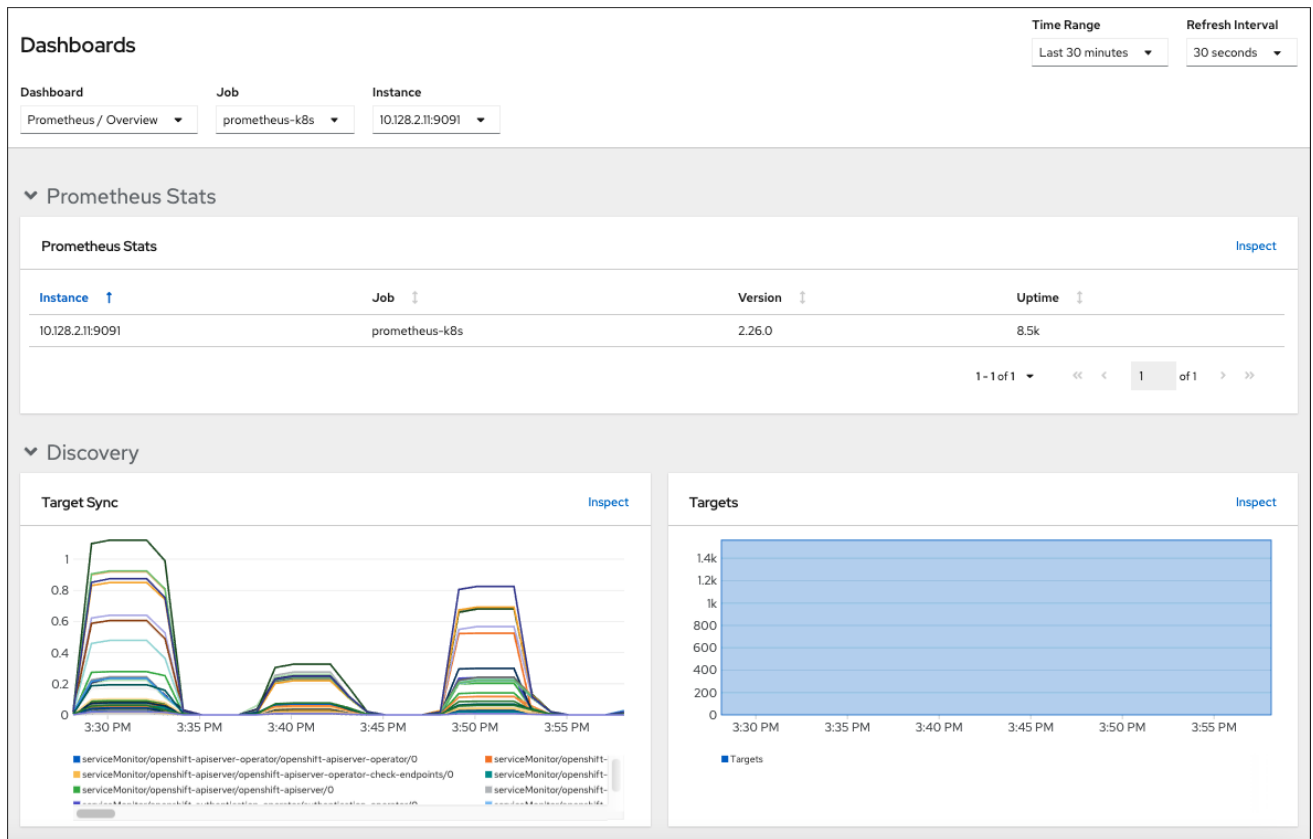 Dashboards
Time Range
Refresh Interval
Last 30 minutes
30 seconds
Dashboard
Job
Instance
Prometheus / Overview
prometheus-k8s
10.128.2.11:9091
Prometheus Stats
Prometheus Stats
Inspect
Instance Job Version Uptime
10.128.2.11:9091 prometheus-k8s 2.26.0 8.5k
1 - 1 of 1
1 of 1
Discovery
Target Sync
Inspect
1
0.8
0.6
0.4
0.2
0
3:30 PM 3:35 PM 3:40 PM 3:45 PM 3:50 PM 3:55 PM
serviceMonitor/openshift-apiserver-operator/openshift-apiserver-operator/0
serviceMonitor/openshift-
serviceMonitor/openshift-apiserver/openshift-apiserver-operator-check-endpoints/0
serviceMonitor/openshift-
serviceMonitor/openshift-apiserver/openshift-apiserver/0
serviceMonitor/openshift-
Targets
Inspect
1.4k
1.2k
1k
800
600
400
200
0
3:30 PM 3:35 PM 3:40 PM 3:45 PM 3:50 PM 3:55 PM
Targets